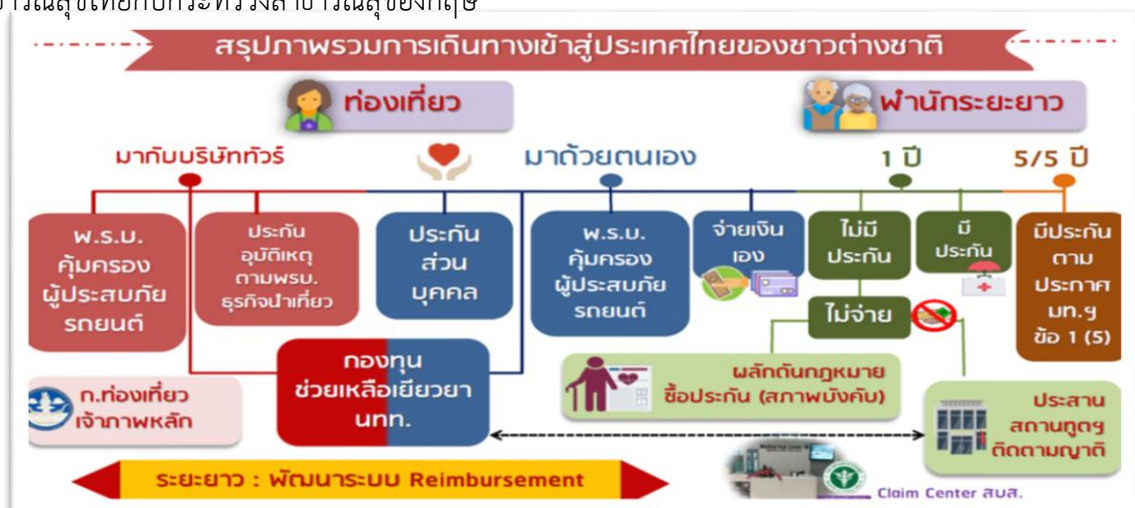 สรุปภาพรวมการเดินทางเข้าสู่ประเทศไทยของชาวต่างชาติ
ท่องเที่ยว
พำนักระยะยาว
มากับบริษัททัวร์
มาด้วยตนเอง
1 ปี
5/5 ปี
พ.ร.บ.
คุ้มครอง
ผู้ประสบภัย
รถยนต์
ประกัน
อุบัติเหตุ
ตามพรบ.
ธุรกิจนำเที่ยว
ประกัน
ส่วน
บุคคล
พ.ร.บ.
คุ้มครอง
ผู้ประสบภัย
รถยนต์
จ่ายเงิน
เอง
ไม่มี
ประกัน
มี
ประกัน
มีประกัน
ตาม
ประกาศ
มท.ฯ
ข้อ 1 (5)
ไม่จ่าย
กองทุน
ช่วยเหลือเยียวยา
นทท.
ก.ท่องเที่ยว
เจ้าภาพหลัก
ผลักดันกฎหมาย
ซื้อประกัน (สภาพบังคับ)
ประสาน
สถานทูตฯ
ติดตามญาติ
ระยะยาว : พัฒนาระบบ Reimbursement
Claim Center สบส.